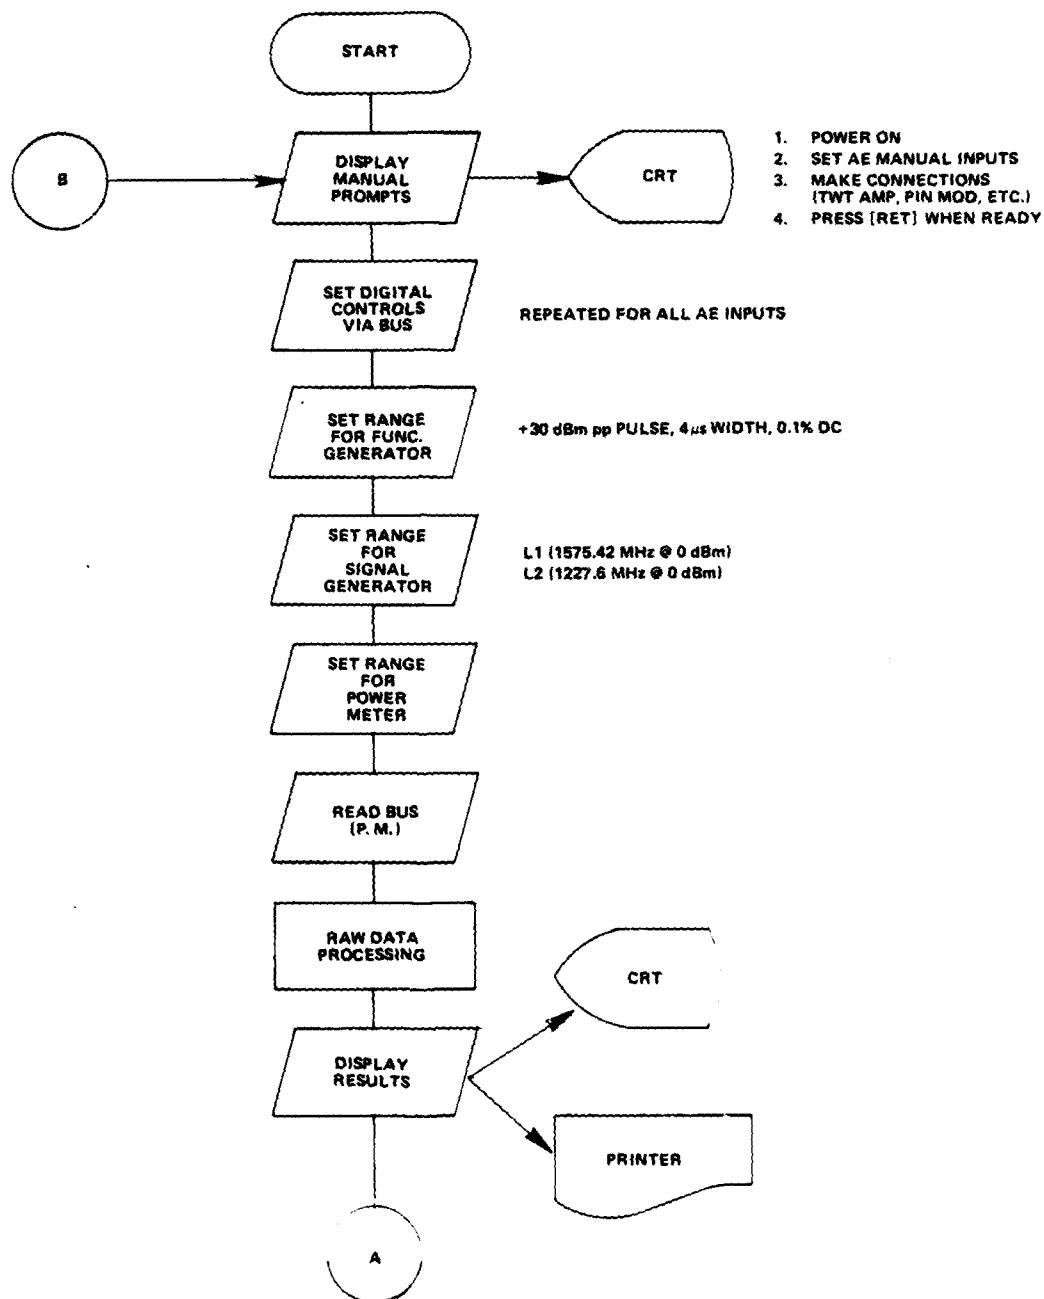 START
B
DISPLAY
MANUAL
PROMPTS
CRT
1. POWER ON
2. SET AE MANUAL INPUTS
3. MAKE CONNECTIONS
(TWT AMP, PIN MOD, ETC.)
4. PRESS [RET] WHEN READY
SET DIGITAL
CONTROLS
VIA BUS
REPEATED FOR ALL AE INPUTS
SET RANGE
FOR FUNC.
GENERATOR
+30 dBm pp PULSE, 4μs WIDTH, 0.1% DC
SET RANGE
FOR
SIGNAL
GENERATOR
L1 (1575.42 MHz @ 0 dBm)
L2 (1227.6 MHz @ 0 dBm)
SET RANGE
FOR
POWER
METER
READ BUS
(P. M.)
RAW DATA
PROCESSING
CRT
DISPLAY
RESULTS
PRINTER
A